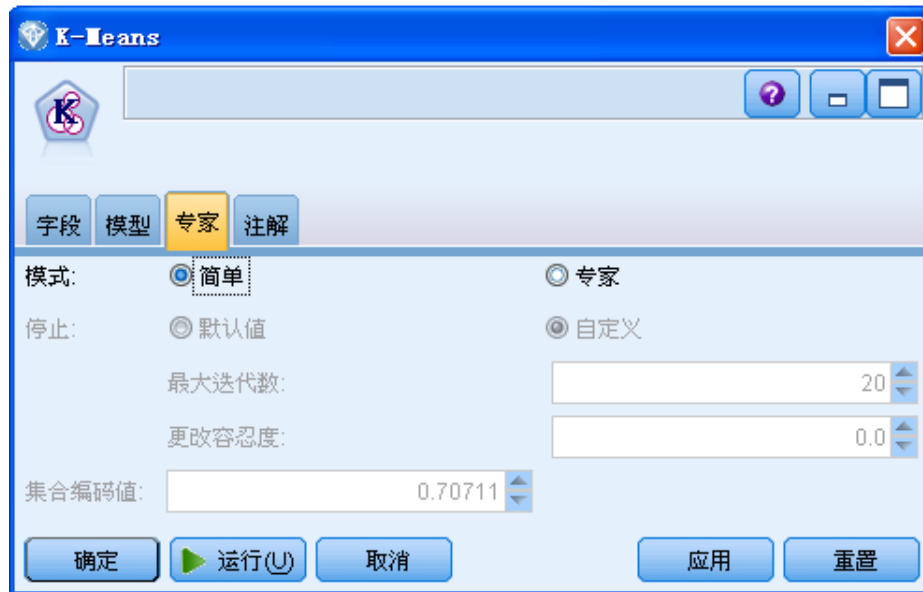 K-Means
字段 模型 专家 注解
模式: 简单 专家
停止: 默认值 自定义
最大迭代数: 20
更改容忍度: 0.0
集合编码值: 0.70711
确定 运行(U) 取消 应用 重置